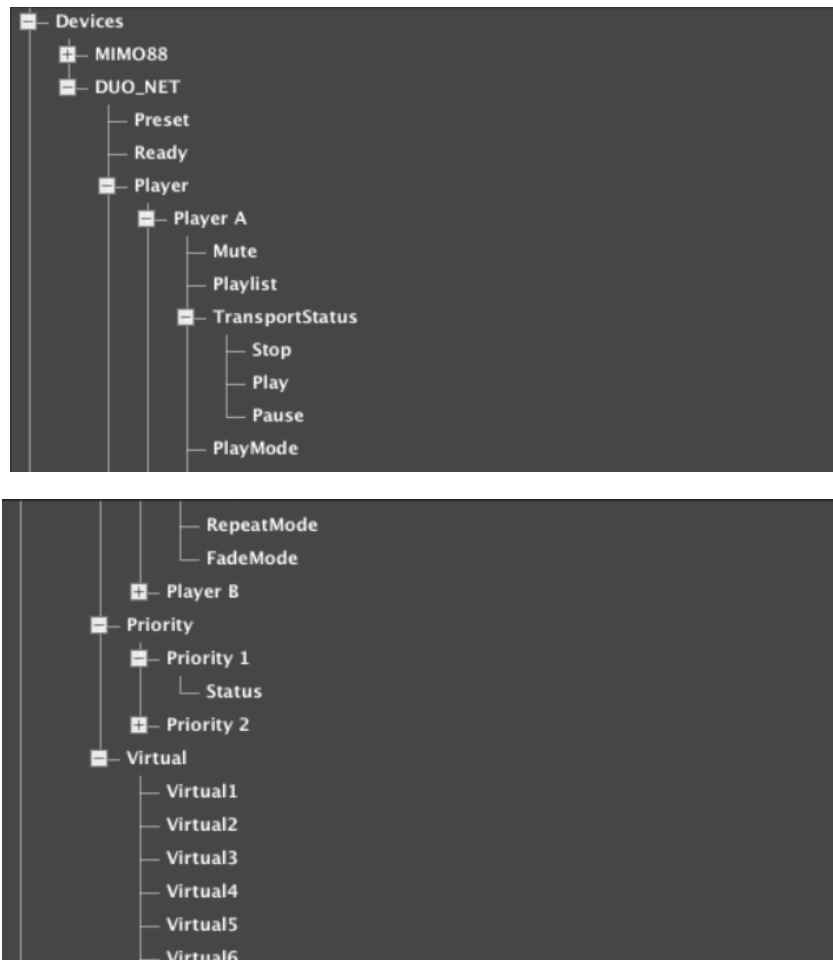 Devices
MIMO88
DUO_NET
Preset
Ready
Player
Player A
Mute
Playlist
TransportStatus
Stop
Play
Pause
PlayMode
RepeatMode
FadeMode
Player B
Priority
Priority 1
Status
Priority 2
Virtual
Virtual1
Virtual2
Virtual3
Virtual4
Virtual5
Virtual6